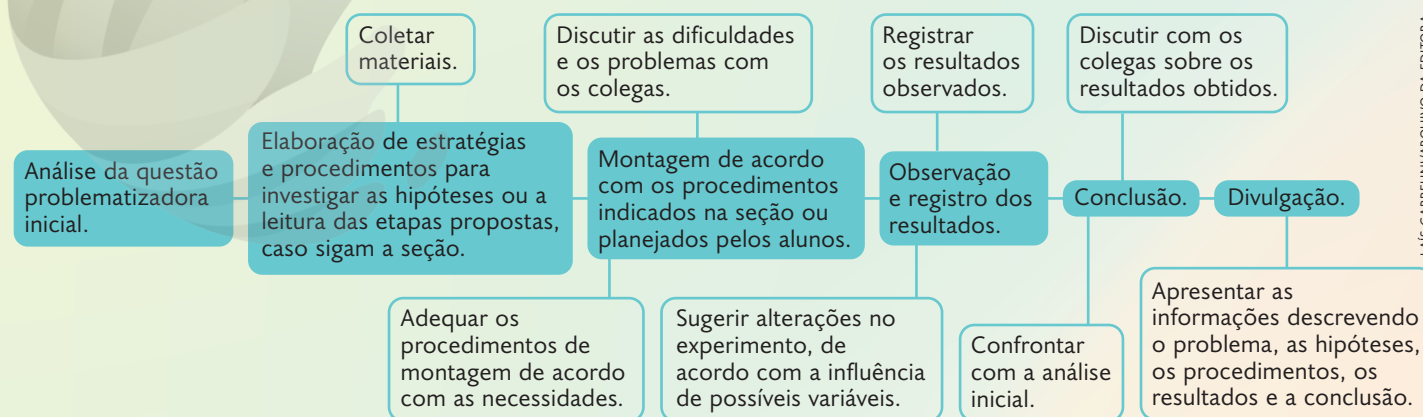 Coletar
materiais.
Discutir as dificuldades
e os problemas com
os colegas.
Registrar
os resultados
observados.
Discutir com os
colegas sobre os
resultados obtidos.
Análise da questão
problematizadora
inicial.
Elaboração de estratégias
e procedimentos para
investigar as hipóteses ou a
leitura das etapas propostas,
caso sigam a seção.
Montagem de acordo
com os procedimentos
indicados na seção ou
planejados pelos alunos.
Observação
e registro dos
resultados.
Conclusão.
Divulgação.
Adequar os
procedimentos de
montagem de acordo
com as necessidades.
Sugerir alterações no
experimento, de
acordo com a influência
de possíveis variáveis.
Confrontar
com a análise
inicial.
Apresentar as
informações descrevendo
o problema, as hipóteses,
os procedimentos, os
resultados e a conclusão.
DA EDITORA